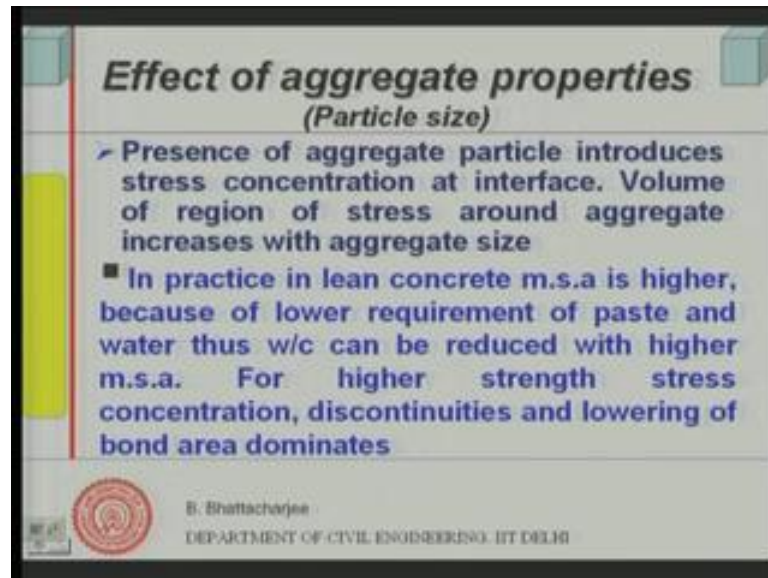 Effect of aggregate properties
(Particle size)
➢ Presence of aggregate particle introduces
stress concentration at interface. Volume
of region of stress around aggregate
increases with aggregate size
▪ In practice in lean concrete m.s.a is higher,
because of lower requirement of paste and
water thus w/c can be reduced with higher
m.s.a. For higher strength stress
concentration, discontinuities and lowering of
bond area dominates
B. Bhattacharjee
DEPARTMENT OF CIVIL ENGINEERING, IIT DELHI